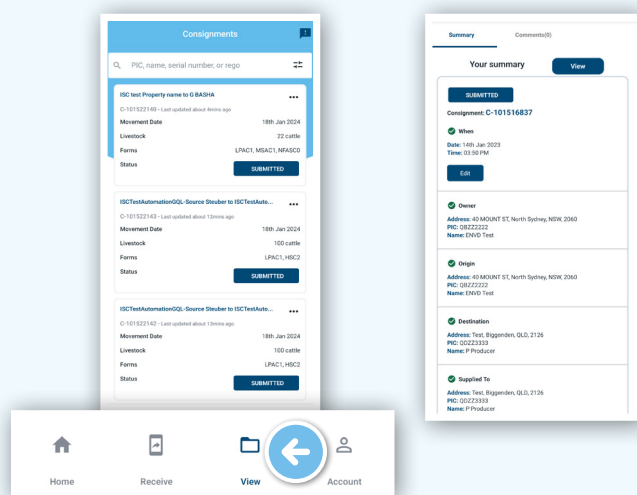 Consignments
PIC, name, serial number, or rego
ISC test Property name to G BASHA
C-101522149 - Last updated about 4mins ago
Movement Date 18th Jan 2024
Livestock 22 cattle
Forms LPAC1, MSAC1, NFASC0
Status SUBMITTED
ISCTestAutomationGQL-Source Steuber to ISCTestAuto...
C-101522143 - Last updated about 12mins ago
Movement Date 18th Jan 2024
Livestock 100 cattle
Forms LPAC1, HSC2
Status SUBMITTED
ISCTestAutomationGQL-Source Steuber to ISCTestAuto...
C-101522142 - Last updated about 13mins ago
Movement Date 18th Jan 2024
Livestock 100 cattle
Forms LPAC1, HSC2
Status SUBMITTED
Home Receive View Account
Summary Comments(0)
Your summary View
SUBMITTED
Consignment: C-101516837
When
Date: 14th Jan 2023
Time: 03:50 PM
Edit
Owner
Address: 40 MOUNT ST, North Sydney, NSW, 2060
PIC: QBZZ2222
Name: ENVD Test
Origin
Address: 40 MOUNT ST, North Sydney, NSW, 2060
PIC: QBZZ2222
Name: ENVD Test
Destination
Address: Test, Biggenden, QLD, 2126
PIC: QDZZ3333
Name: P Producer
Supplied To
Address: Test, Biggenden, QLD, 2126
PIC: QDZZ3333
Name: P Producer